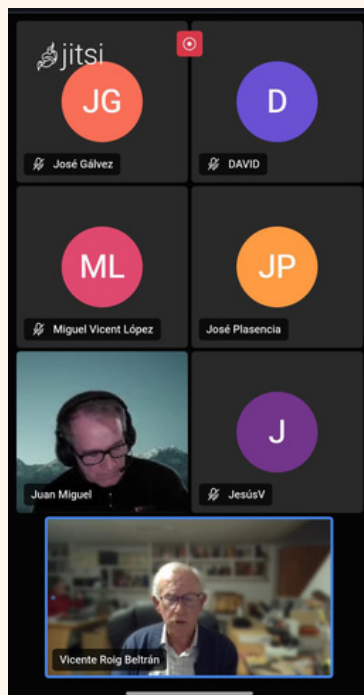 jitsi
JG
D
José Gálvez
DAVID
ML
JP
Miguel Vicent López
José Plasencia
J
Juan Miguel
JesúsV
Vicente Roig Beltrán